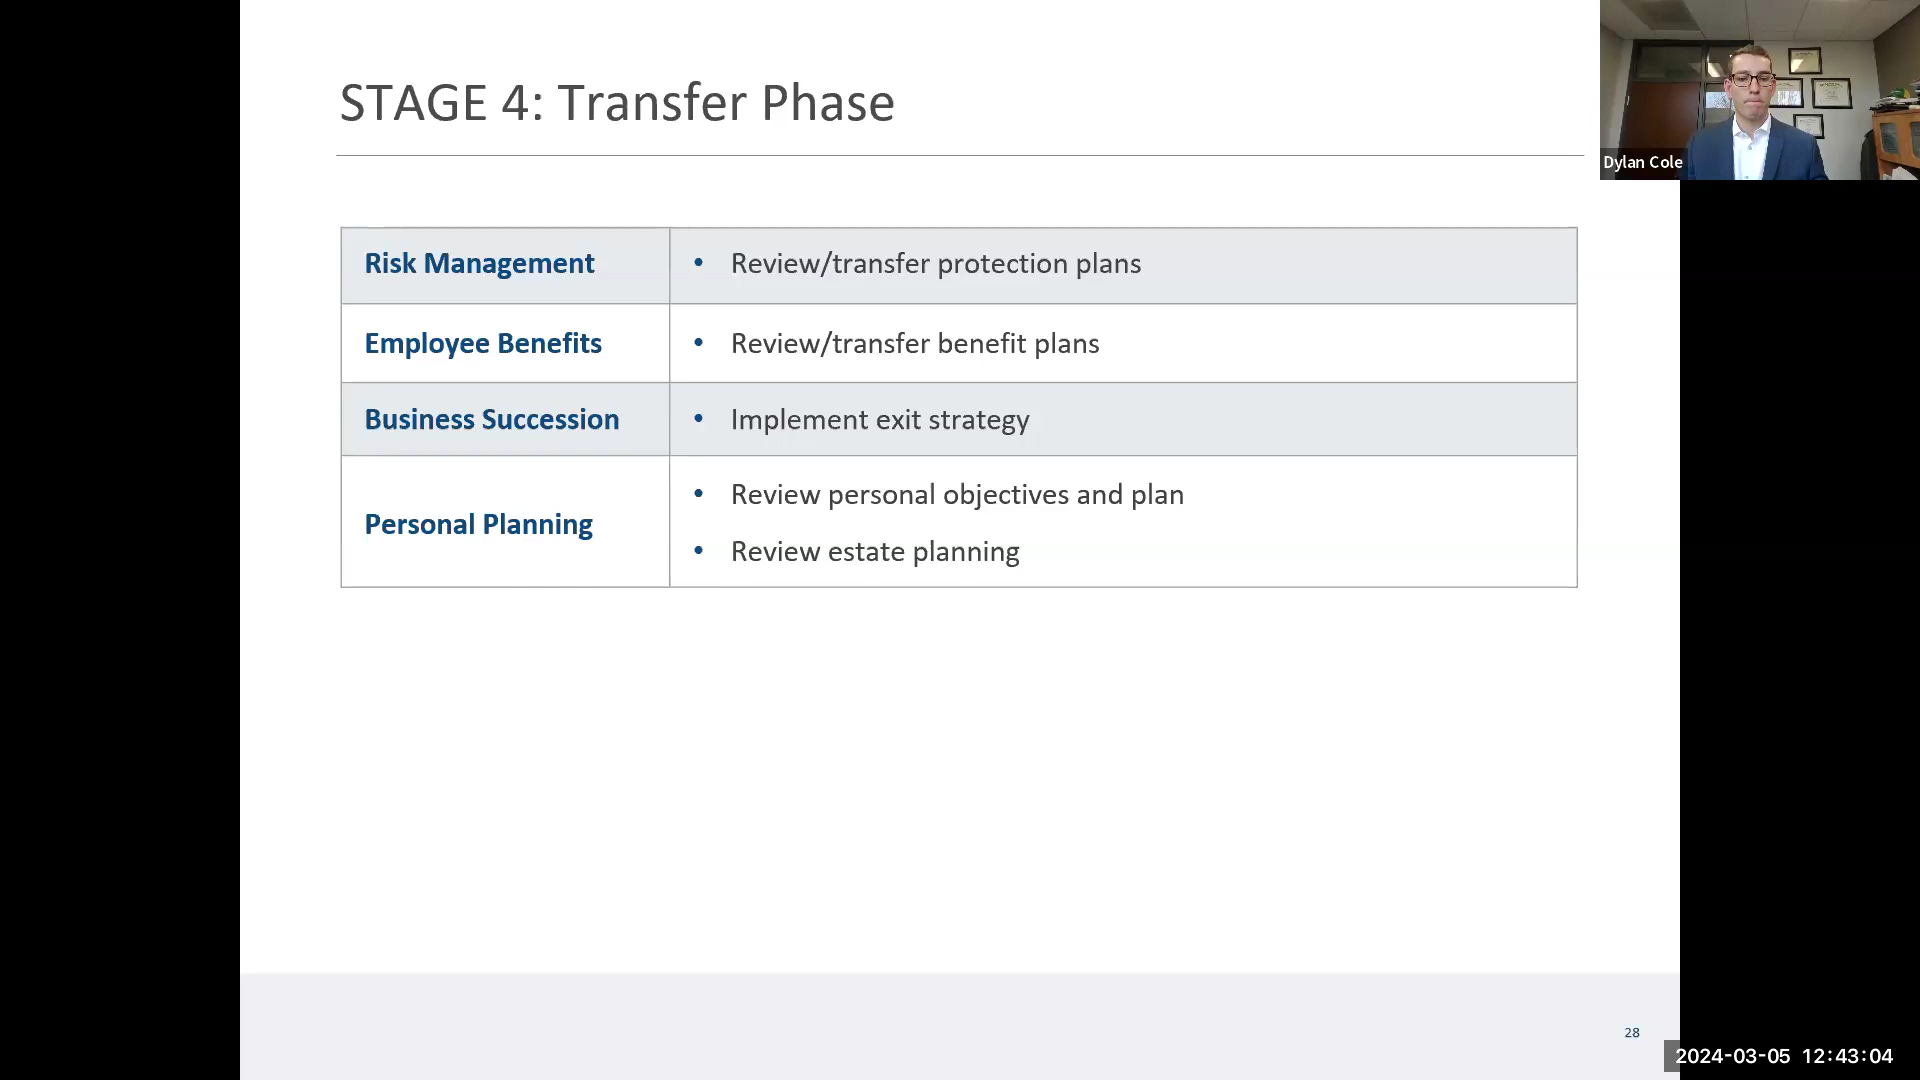 STAGE 4: Transfer Phase
Dylan Cole
Risk Management
• Review/transfer protection plans
Employee Benefits
• Review/transfer benefit plans
Business Succession
• Implement exit strategy
Personal Planning
• Review personal objectives and plan
• Review estate planning
28
2024-03-05 12:43:04